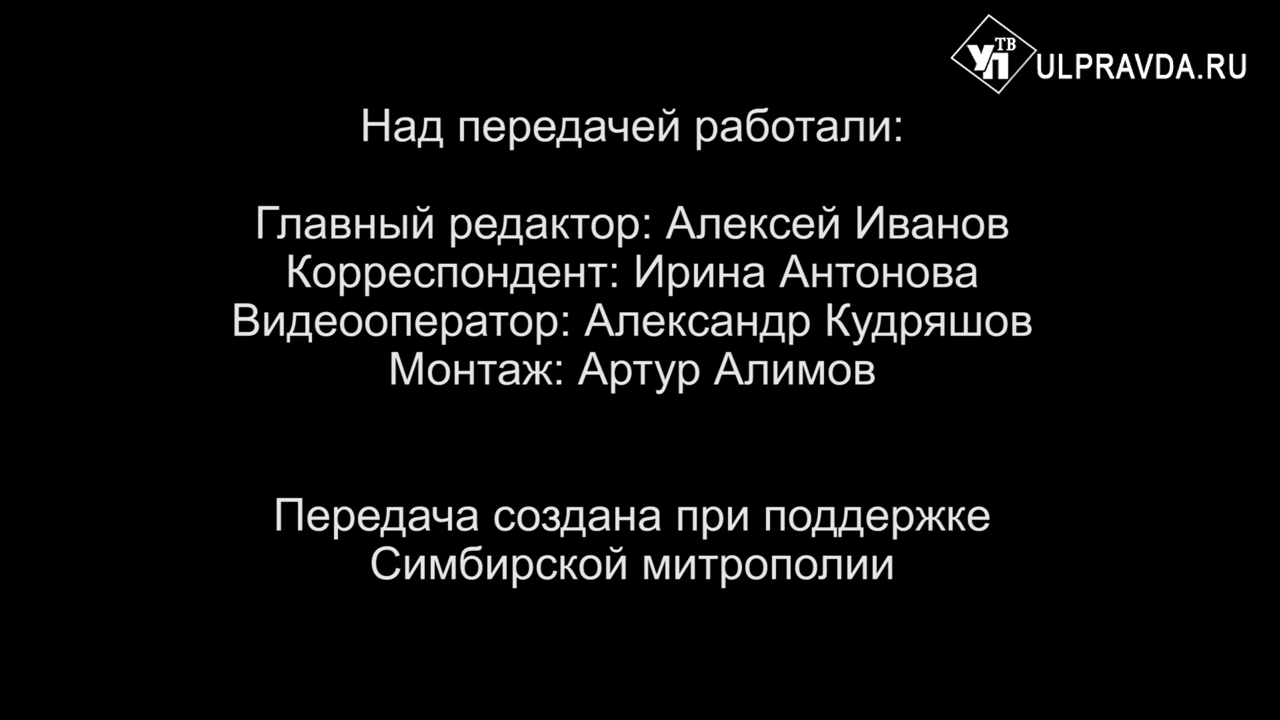 ТВ
УП
ULPRAVDA.RU
Над передачей работали:
Главный редактор: Алексей Иванов
Корреспондент: Ирина Антонова
Видеооператор: Александр Кудряшов
Монтаж: Артур Алимов
Передача создана при поддержке
Симбирской митрополии